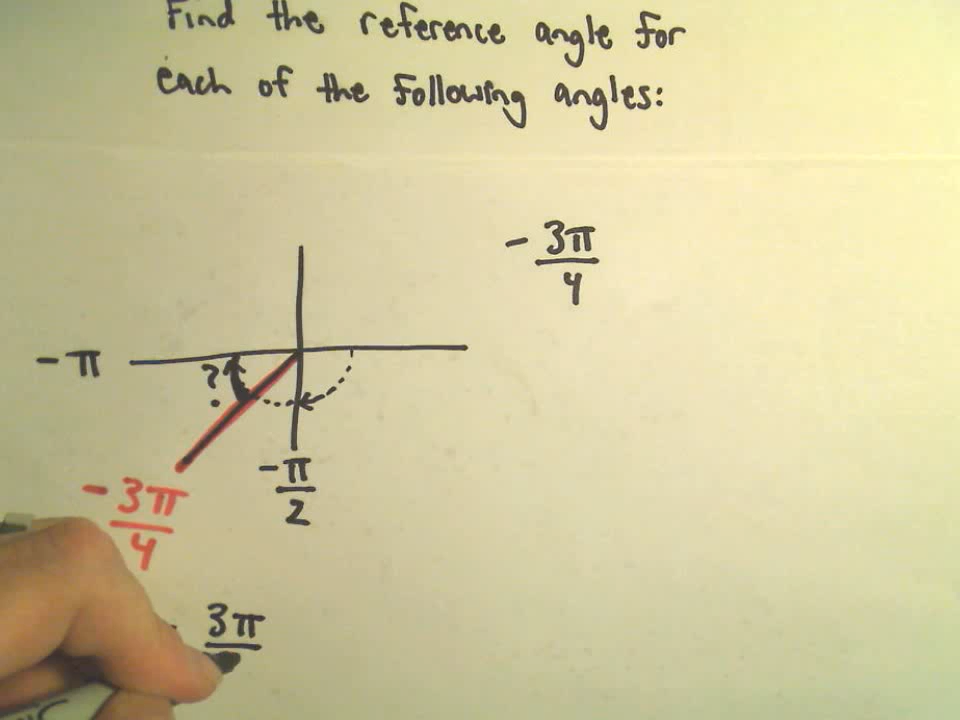 Find the reference angle for
each of the following angles:
- 3π/4
- π
?
- π/2
- 3π/4
- 3π